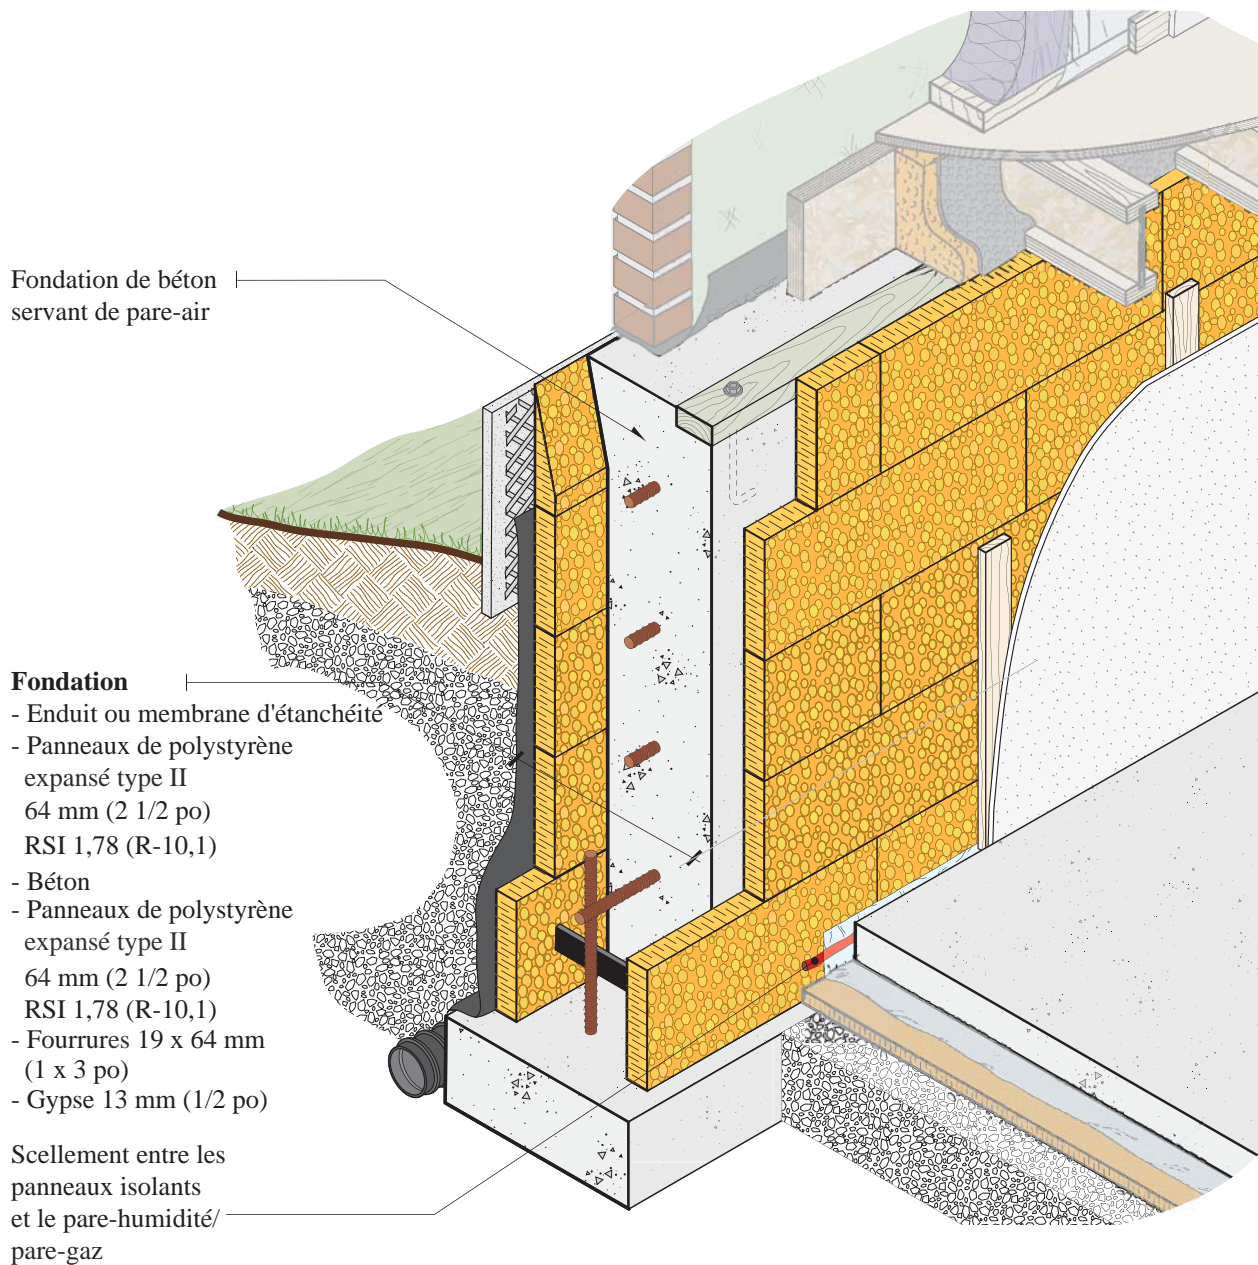 Fondation de béton
servant de pare-air
Fondation
- Enduit ou membrane d'étanchéite
- Panneaux de polystyrène
expansé type II
64 mm (2 1/2 po)
RSI 1,78 (R-10,1)
- Béton
- Panneaux de polystyrène
expansé type II
64 mm (2 1/2 po)
RSI 1,78 (R-10,1)
- Fourrures 19 x 64 mm
(1 x 3 po)
- Gypse 13 mm (1/2 po)
Scellement entre les
panneaux isolants
et le pare-humidité/
pare-gaz